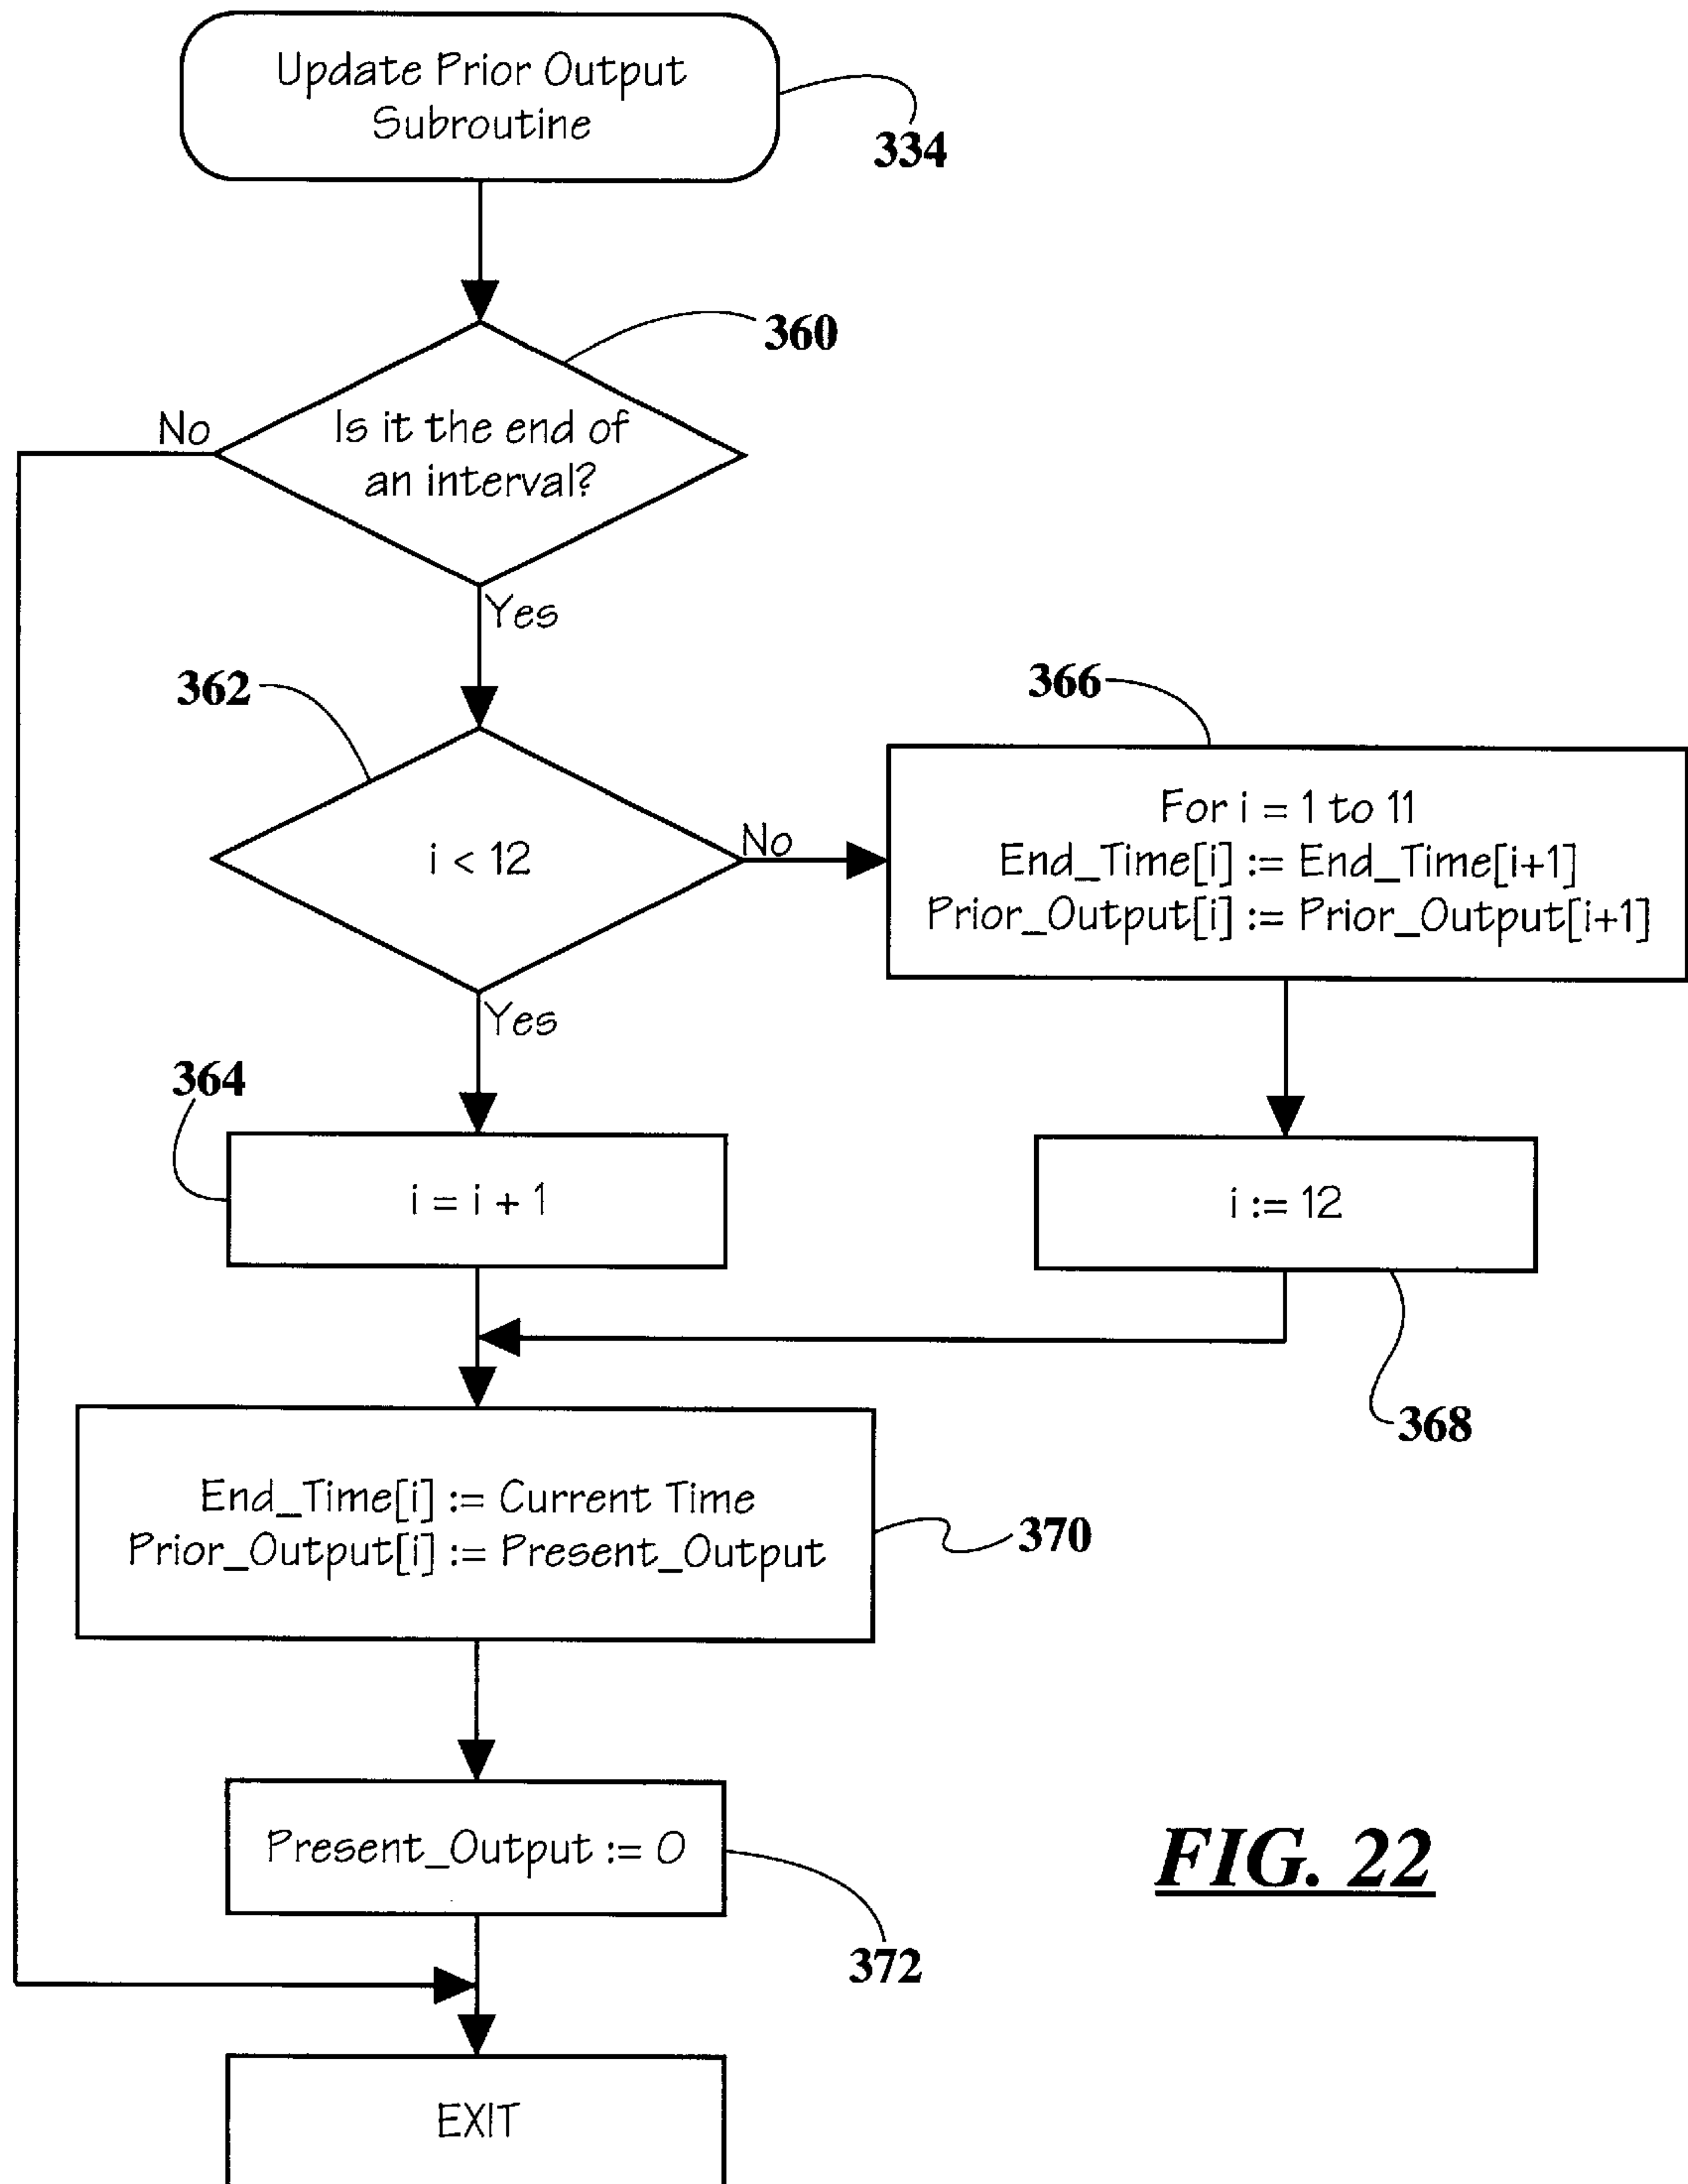 Update Prior Output
Subroutine
334
360
Is it the end of
an interval?
No
Yes
362
i < 12
No
Yes
366
For i = 1 to 11
End_Time[i] := End_Time[i+1]
Prior_Output[i] := Prior_Output[i+1]
364
i = i + 1
i := 12
368
End_Time[i] := Current Time
Prior_Output[i] := Present_Output
370
Present_Output := 0
372
EXIT
FIG. 22